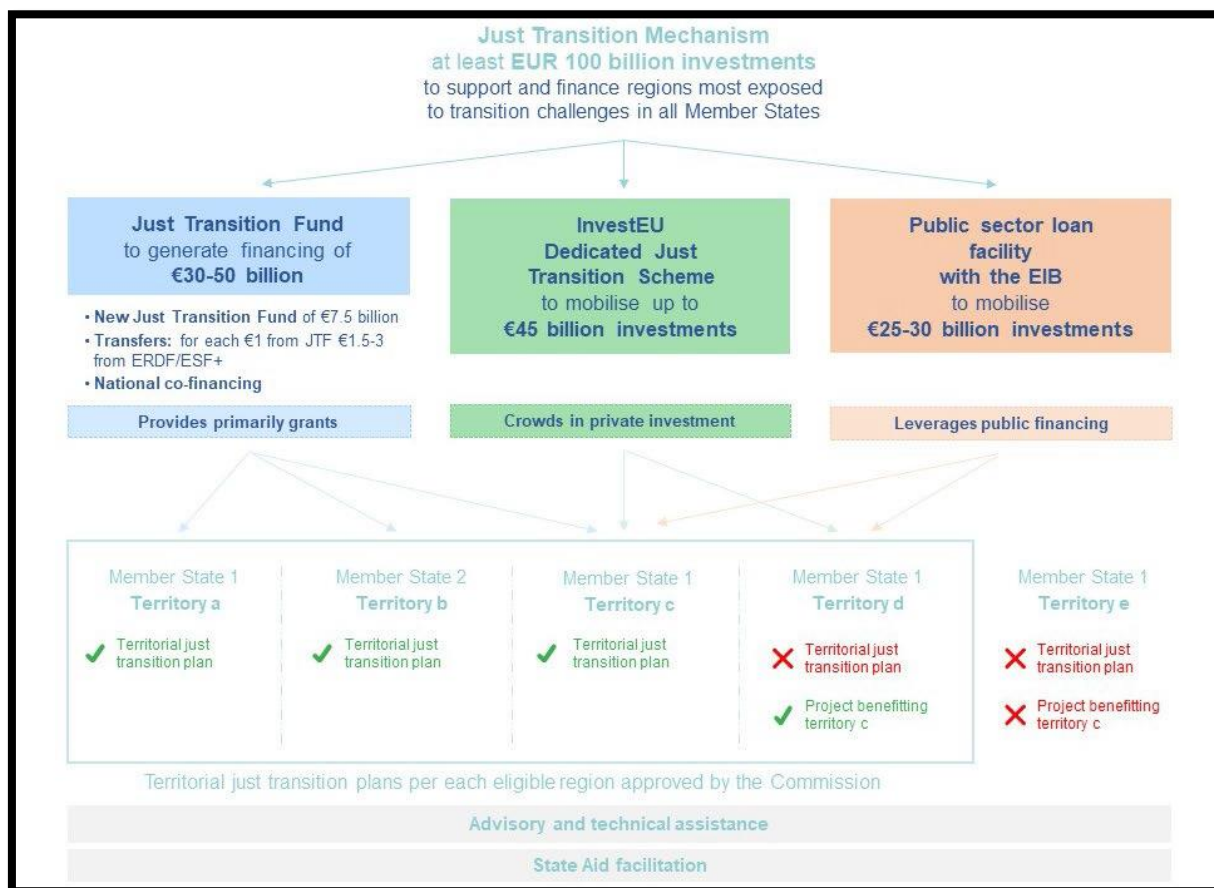 Just Transition Mechanism
at least EUR 100 billion investments
to support and finance regions most exposed
to transition challenges in all Member States
Just Transition Fund
to generate financing of
€30-50 billion
• New Just Transition Fund of €7.5 billion
• Transfers: for each €1 from JTF €1.5-3
from ERDF/ESF+
• National co-financing
Provides primarily grants
InvestEU
Dedicated Just
Transition Scheme
to mobilise up to
€45 billion investments
Crowds in private investment
Public sector loan
facility
with the EIB
to mobilise
€25-30 billion investments
Leverages public financing
Member State 1
Territory a
Territorial just
transition plan
Member State 2
Territory b
Territorial just
transition plan
Member State 1
Territory c
Territorial just
transition plan
Member State 1
Territory d
Territorial just
transition plan
Project benefitting
territory c
Member State 1
Territory e
Territorial just
transition plan
Project benefitting
territory c
Territorial just transition plans per each eligible region approved by the Commission
Advisory and technical assistance
State Aid facilitation